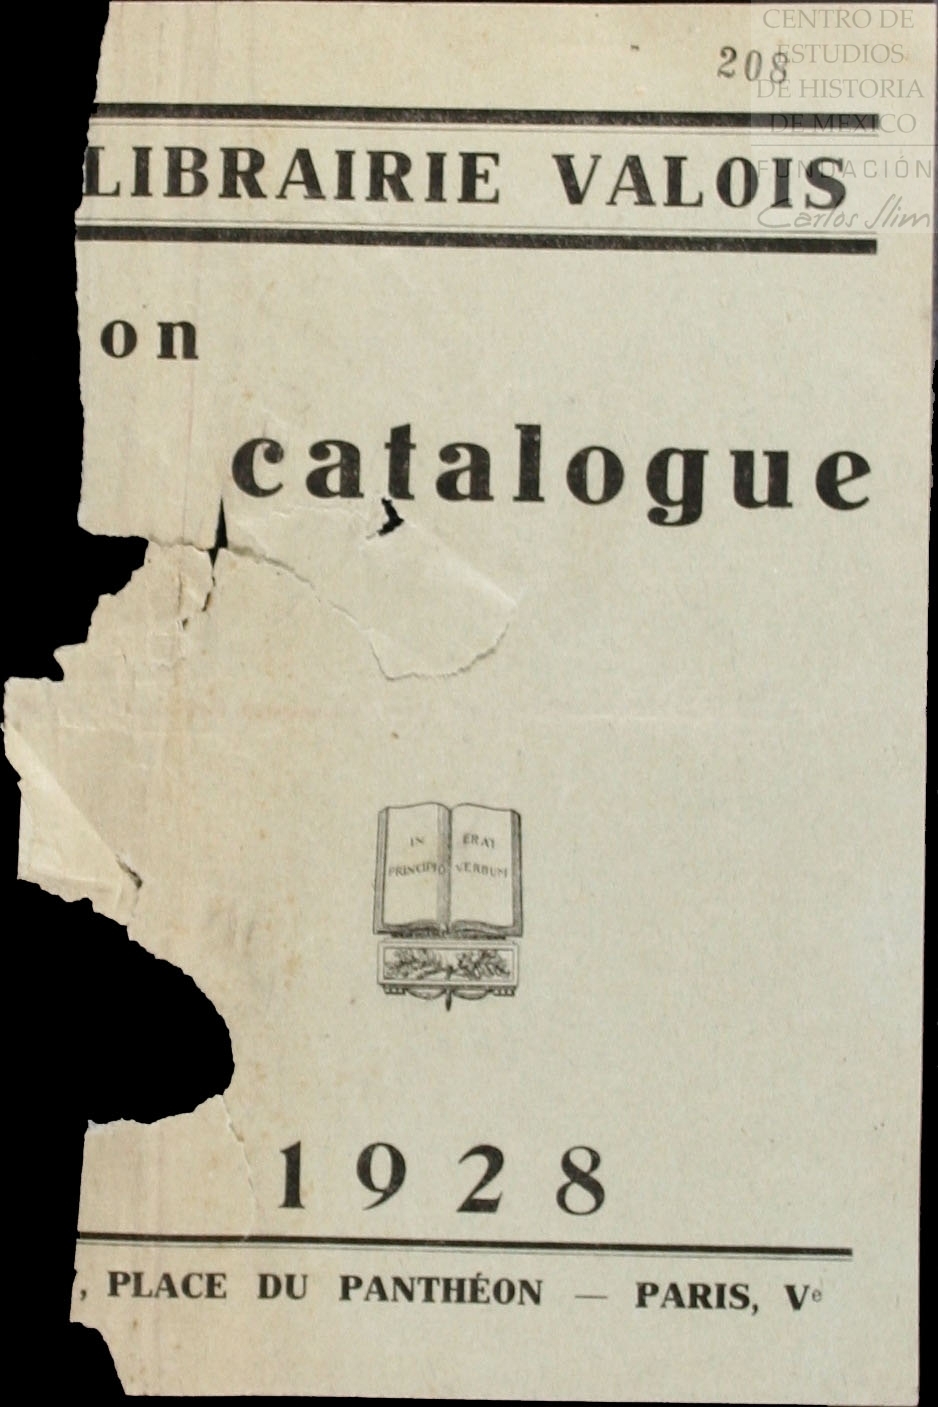 CENTRO DE
ESTUDIOS
DE HISTORIA
DE MEXICO
FUNDACIÓN
Carlos Slim
208
LIBRAIRIE VALOIS
on
catalogue
IN
PRINCIPIO
ERAT
VERBUM
1928
, PLACE DU PANTHÉON — PARIS, Vᵉ